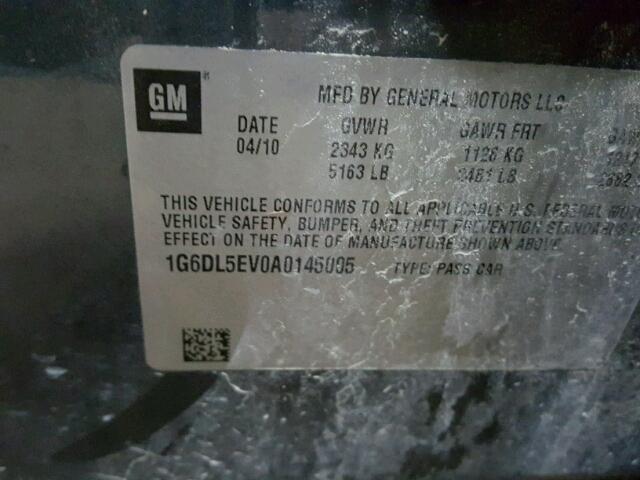 GM
MFD BY GENERAL MOTORS LLC
DATE GVWR GAWR FRT
04/10 2343 KG 1126 KG
5163 LB 2481 LB
THIS VEHICLE CONFORMS TO ALL APPLICABLE U.S. FEDERAL
VEHICLE SAFETY, BUMPER, AND THEFT PREVENTION STANDARDS
EFFECT ON THE DATE OF MANUFACTURE SHOWN ABOVE
1G6DL5EV0A0145095 TYPE: PASS CAR